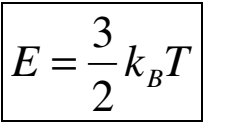 E = 3/2 k_B T